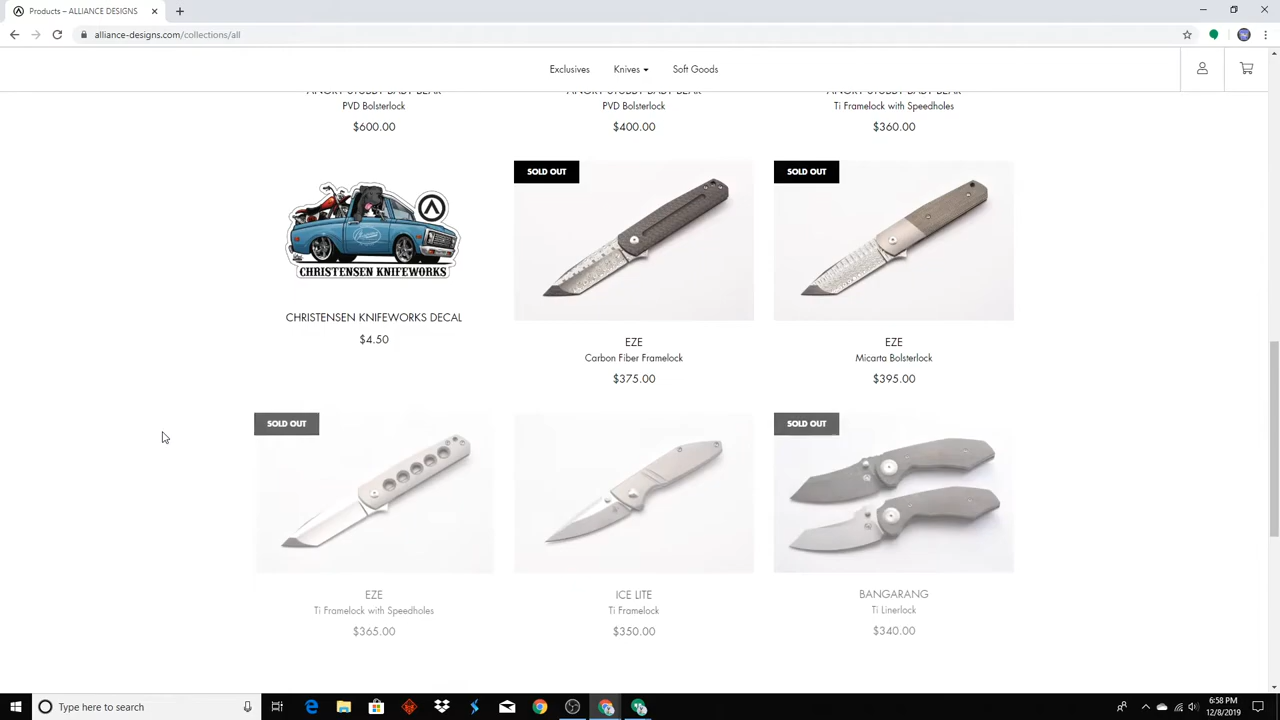 Products – ALLIANCE DESIGNS
alliance-designs.com/collections/all
Exclusives
Knives
Soft Goods
ANGRY STUBBY BABY BEAR
PVD Bolsterlock
$600.00
ANGRY STUBBY BABY BEAR
PVD Bolsterlock
$400.00
ANGRY STUBBY BABY BEAR
Ti Framelock with Speedholes
$360.00
CHRISTENSEN KNIFEWORKS
CHRISTENSEN KNIFEWORKS DECAL
$4.50
SOLD OUT
EZE
Carbon Fiber Framelock
$375.00
SOLD OUT
EZE
Micarta Bolsterlock
$395.00
SOLD OUT
EZE
Ti Framelock with Speedholes
$365.00
ICE LITE
Ti Framelock
$350.00
SOLD OUT
BANGARANG
Ti Linerlock
$340.00
Type here to search
6:58 PM
12/8/2019